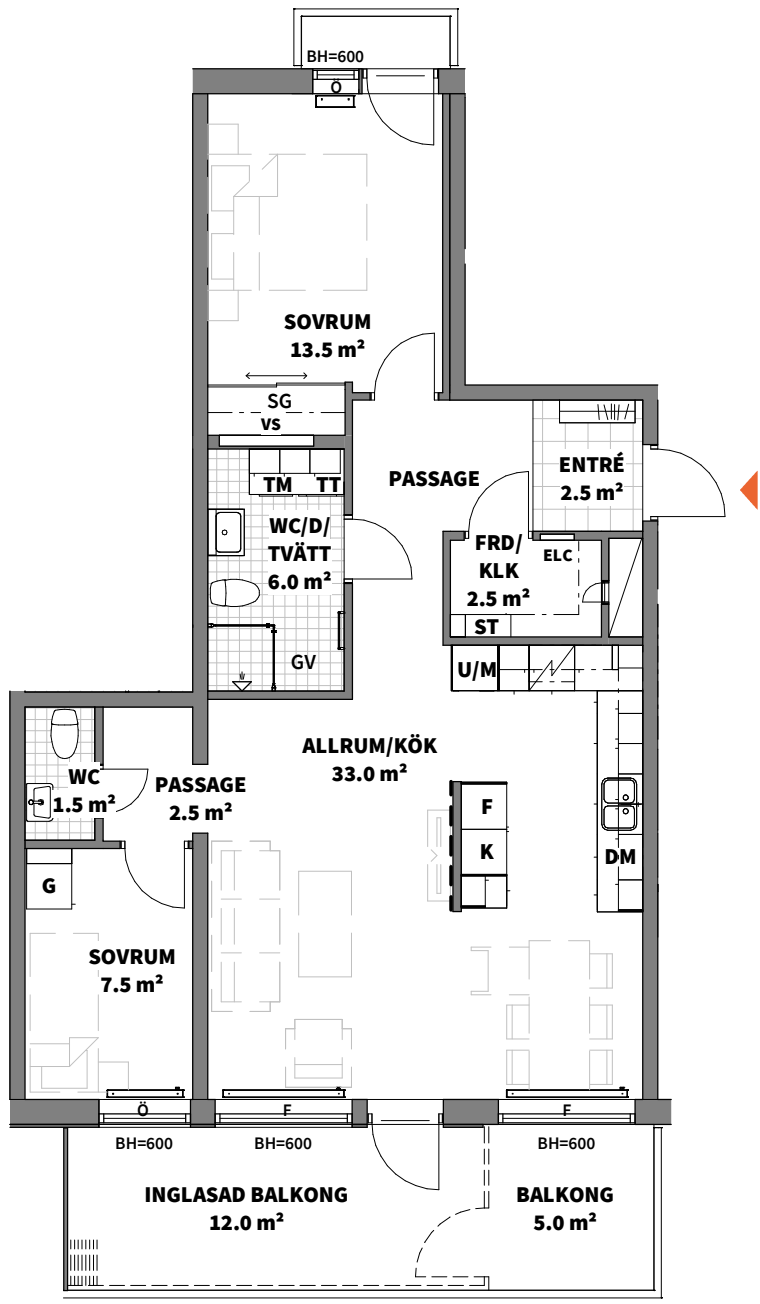 BH=600
Ö
SOVRUM
13.5 m²
SG
VS
PASSAGE
ENTRÉ
2.5 m²
TM TT
WC/D/
TVÄTT
6.0 m²
FRD/
KLK
2.5 m²
ELC
ST
GV
U/M
ALLRUM/KÖK
33.0 m²
WC
1.5 m²
PASSAGE
2.5 m²
F
K
DM
G
SOVRUM
7.5 m²
Ö
F
F
BH=600
BH=600
BH=600
INGLASAD BALKONG
12.0 m²
BALKONG
5.0 m²